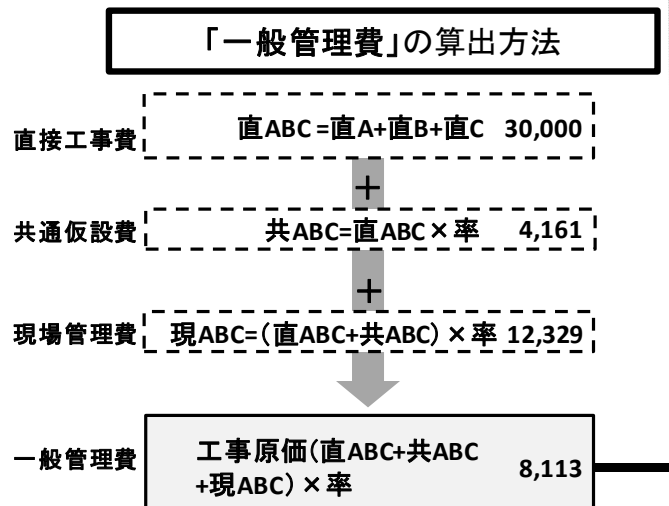 「一般管理費」の算出方法
直接工事費
直ABC=直A+直B+直C 30,000
+
共通仮設費
共ABC=直ABC×率 4,161
+
現場管理費
現ABC=(直ABC+共ABC)×率 12,329
一般管理費
工事原価(直ABC+共ABC
+現ABC)×率
8,113